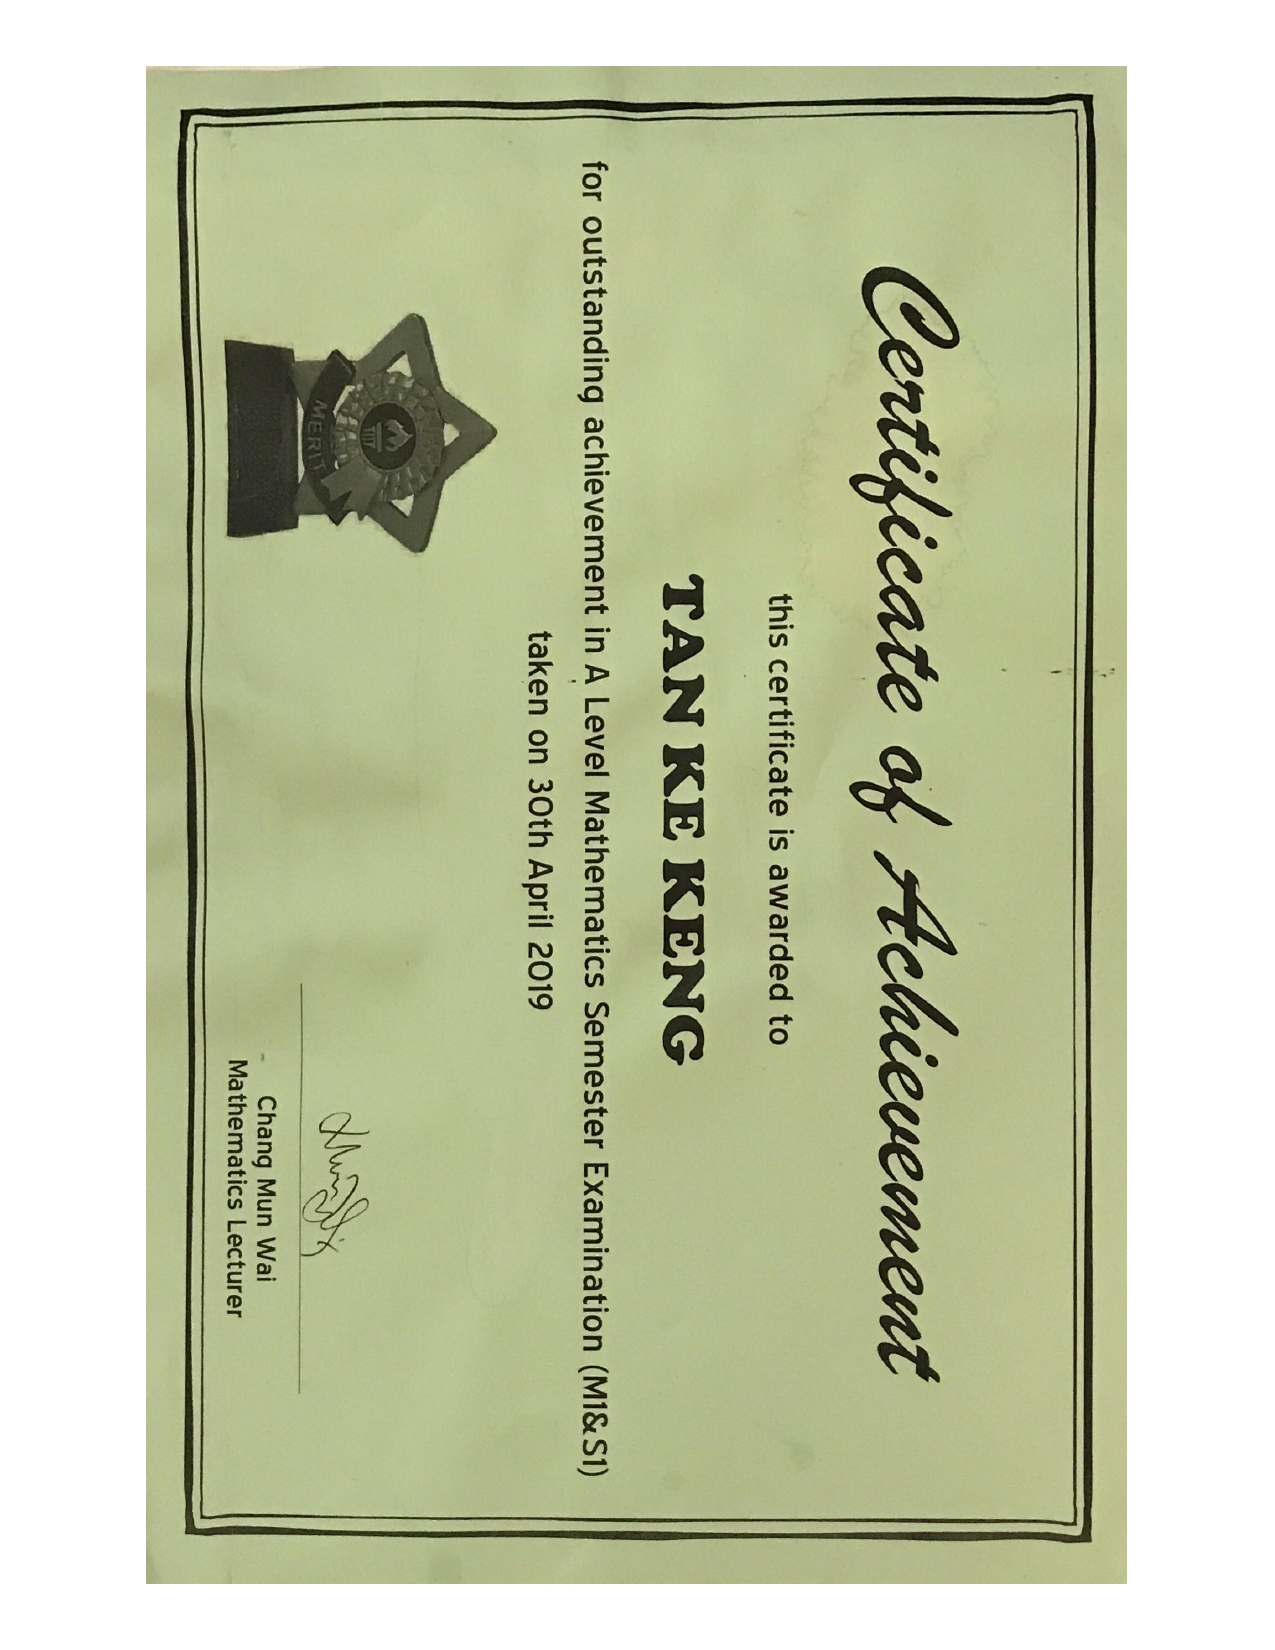 Certificate of Achievement
this certificate is awarded to
TAN KE KENG
for outstanding achievement in A Level Mathematics Semester Examination (M1&S1)
taken on 30th April 2019
MERIT
Chang Mun Wai
Mathematics Lecturer